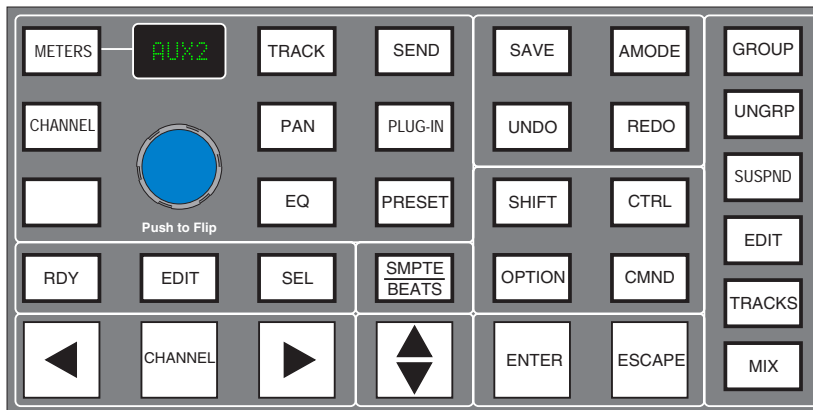 METERS
AUX2
TRACK
SEND
SAVE
AMODE
GROUP
CHANNEL
PAN
PLUG-IN
UNDO
REDO
UNGRP
EQ
PRESET
SHIFT
CTRL
SUSPND
Push to Flip
EDIT
RDY
EDIT
SEL
SMPTE
BEATS
OPTION
CMND
TRACKS
CHANNEL
ENTER
ESCAPE
MIX